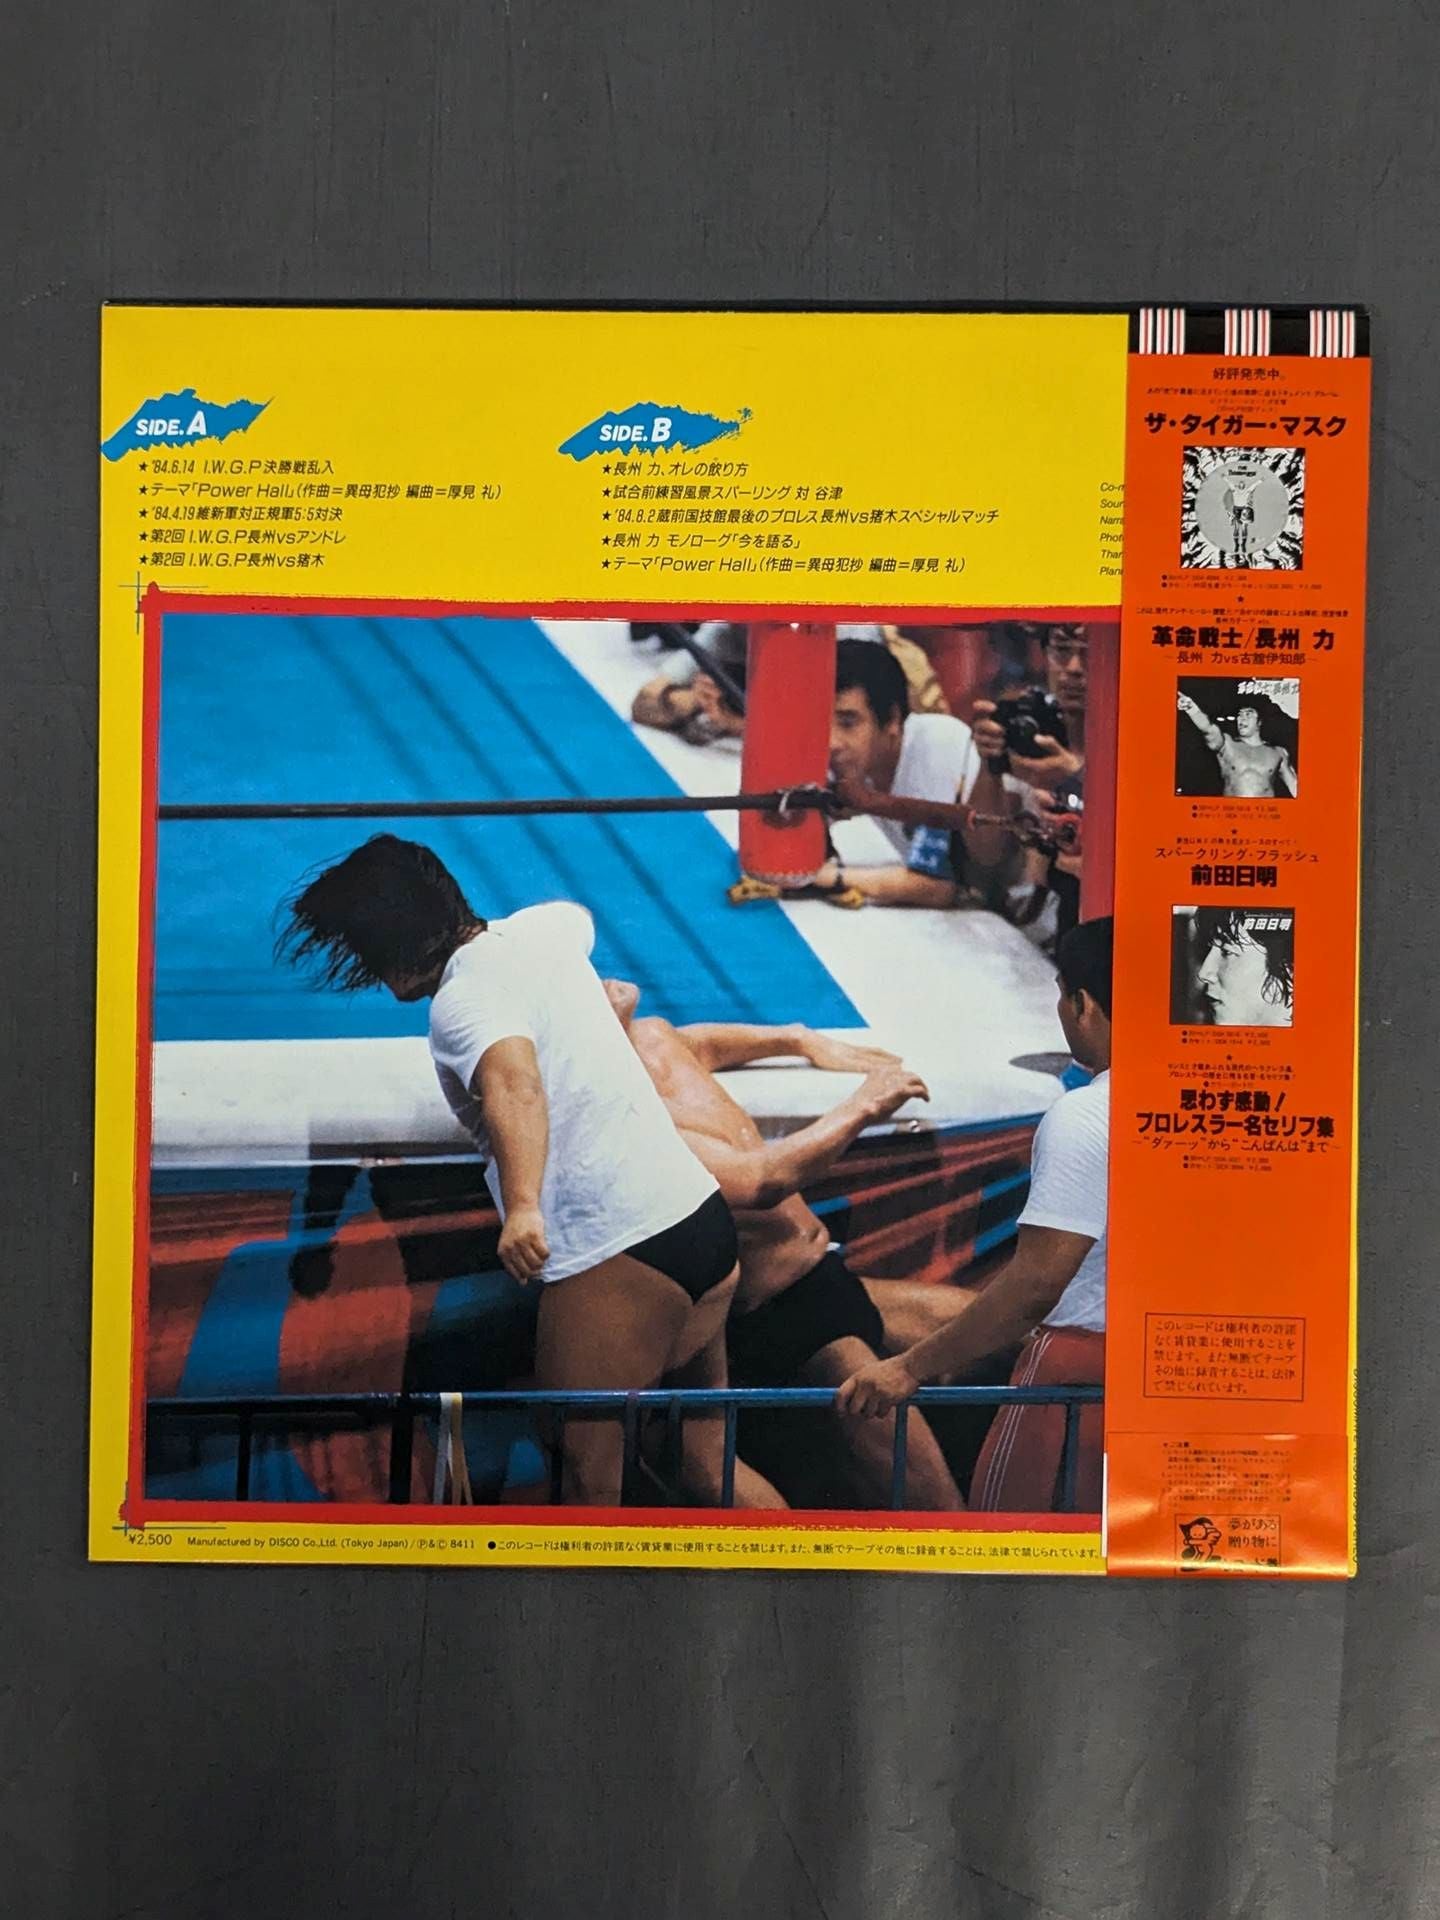 SIDE.A
★'84.6.14 I.W.G.P決勝戦乱入
★テーマ「Power Hall」(作曲=異母犯抄 編曲=厚見 礼)
★'84.4.19維新軍対正規軍5:5対決
★第2回 I.W.G.P長州vsアンドレ
★第2回 I.W.G.P長州vs猪木
SIDE.B
★長州 力、オレの飲り方
★試合前練習風景スパーリング 対 谷津
★'84.8.2蔵前国技館最後のプロレス長州vs猪木スペシャルマッチ
★長州 力 モノローグ「今を語る」
★テーマ「Power Hall」(作曲=異母犯抄 編曲=厚見 礼)
¥2,500 Manufactured by DISCO Co.,Ltd. (Tokyo Japan)/Ⓟ&Ⓒ 8411 ●このレコードは権利者の許諾なく賃貸業に使用することを禁じます。また、無断でテープその他に録音することは、法律で禁じられています。
好評発売中。
ザ・タイガー・マスク
★
革命戦士/長州 力
〜長州 力vs古舘伊知郎〜
★
スパークリング・フラッシュ
前田日明
前田日明
★
思わず感動!
プロレスラー名セリフ集
〜“ダァーッ”から“こんばんは”まで〜
このレコードは権利者の許諾
なく賃貸業に使用することを
禁じます。また無断でテープ
その他に録音することは、法律
で禁じられています。
★ご注意
夢がある
贈り物に